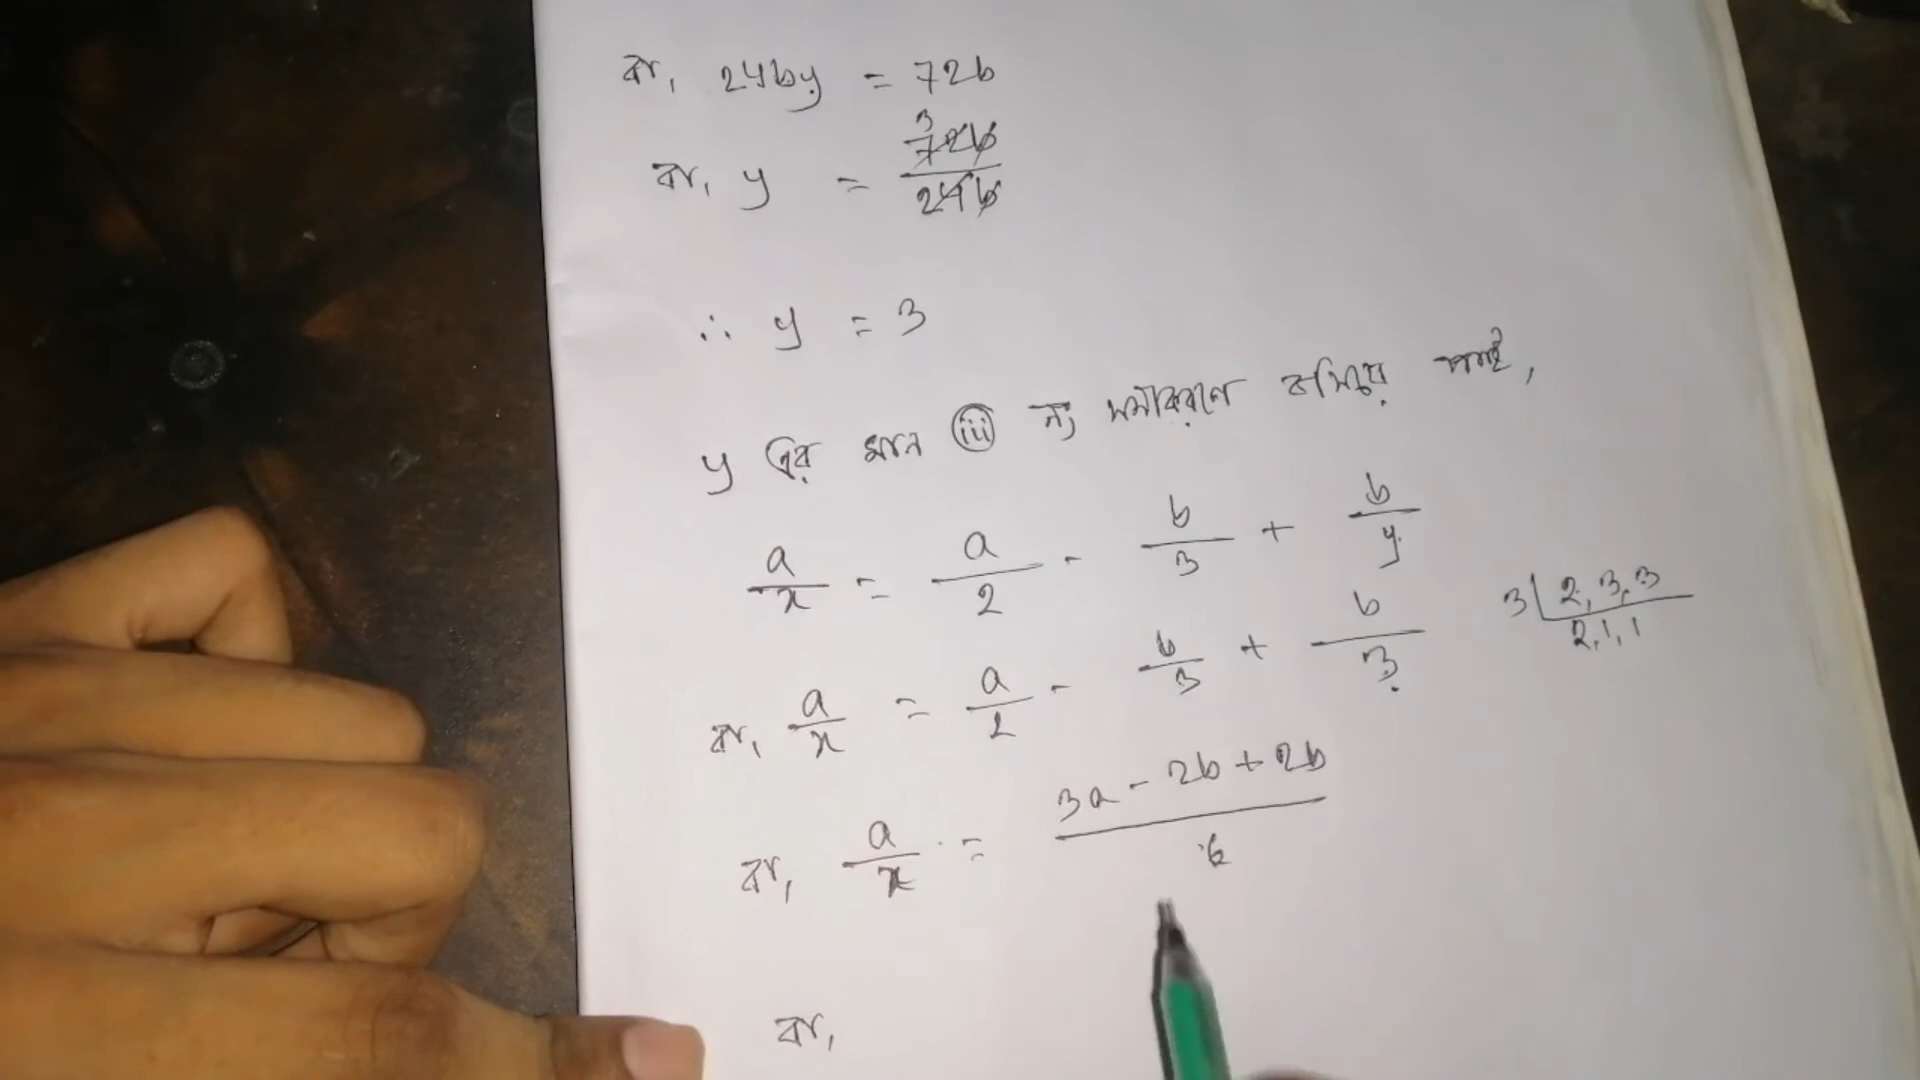 বা, 24by = 72b
বা, y = 72b/24b 3
∴ y = 3
y এর মান (iii) নং সমীকরণে বসিয়ে পাই,
a/x = a/2 - b/3 + b/y
বা, a/x = a/2 - b/3 + b/3
3 | 2, 3, 3
2, 1, 1
বা, a/x = (3a - 2b + 2b)/6
বা,